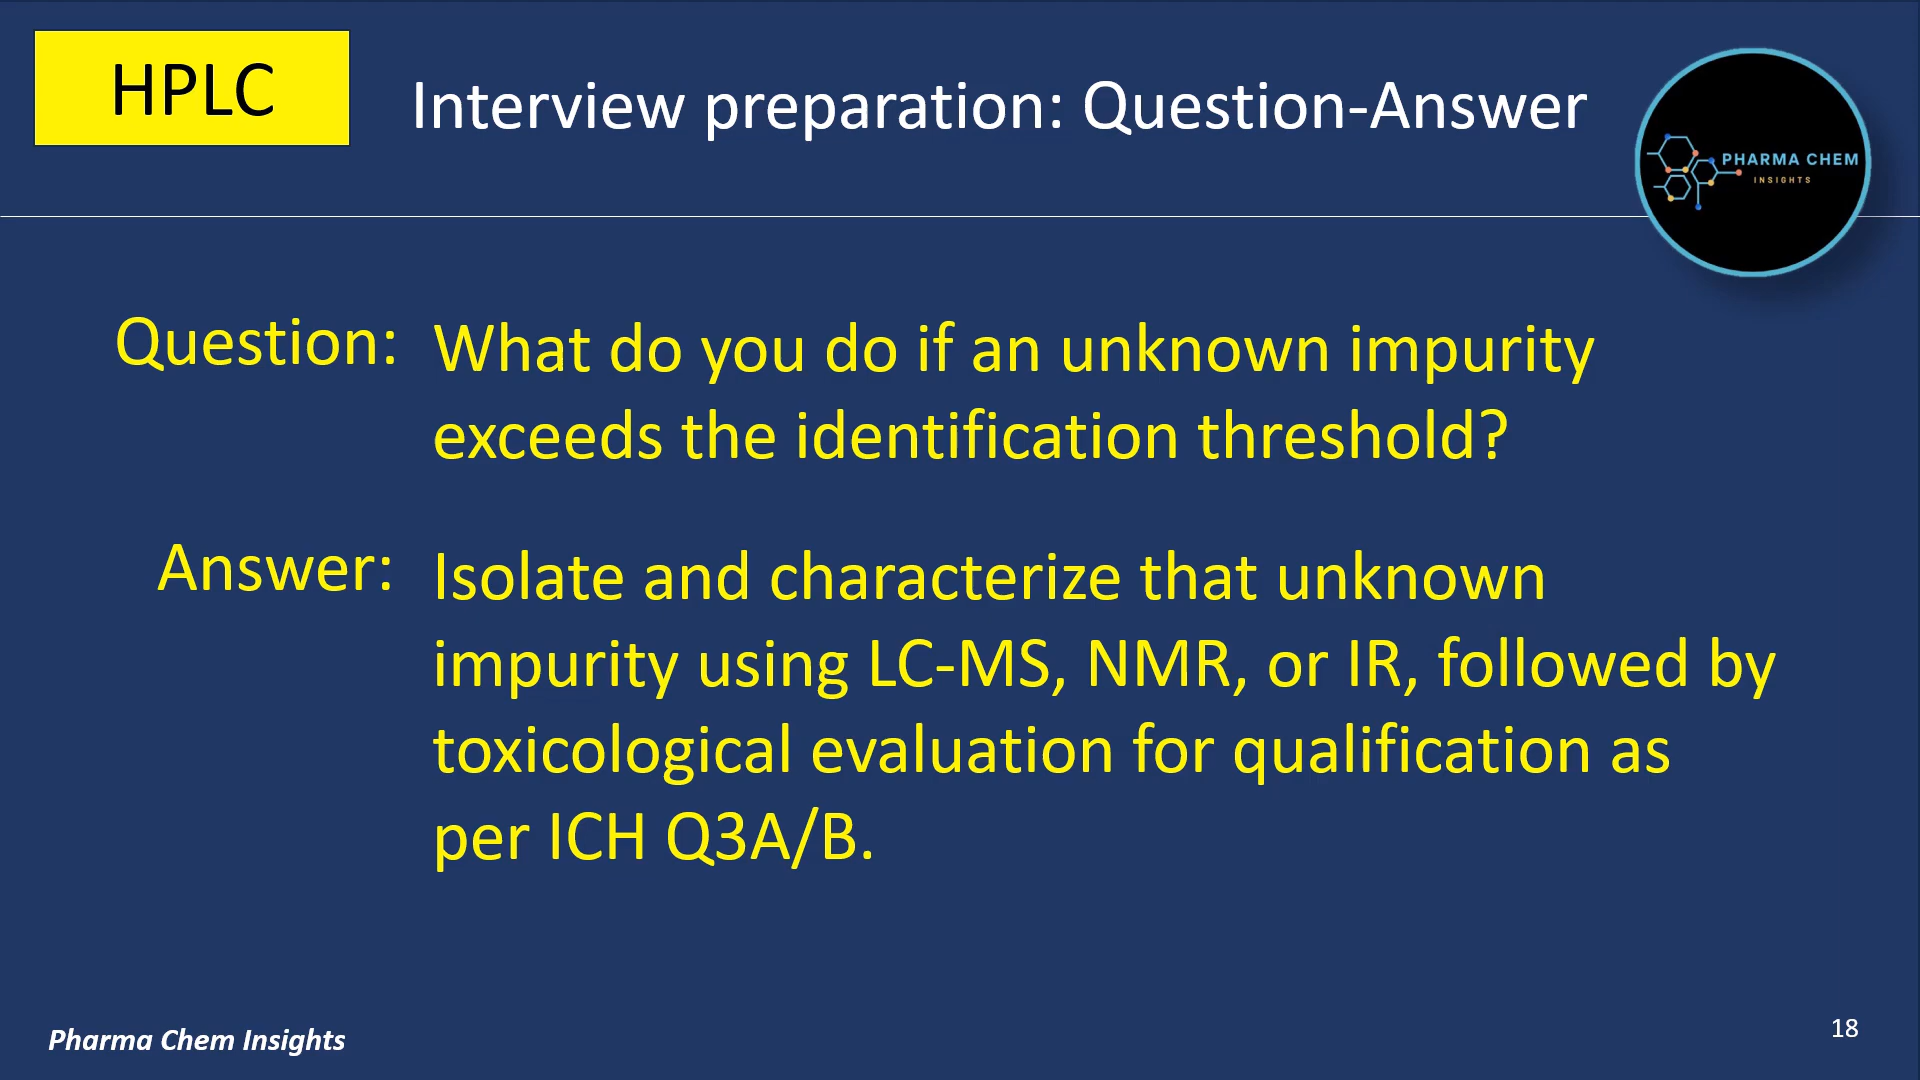 HPLC
Interview preparation: Question-Answer
PHARMA CHEM
INSIGHTS
Question: What do you do if an unknown impurity
exceeds the identification threshold?
Answer: Isolate and characterize that unknown
impurity using LC-MS, NMR, or IR, followed by
toxicological evaluation for qualification as
per ICH Q3A/B.
Pharma Chem Insights
18